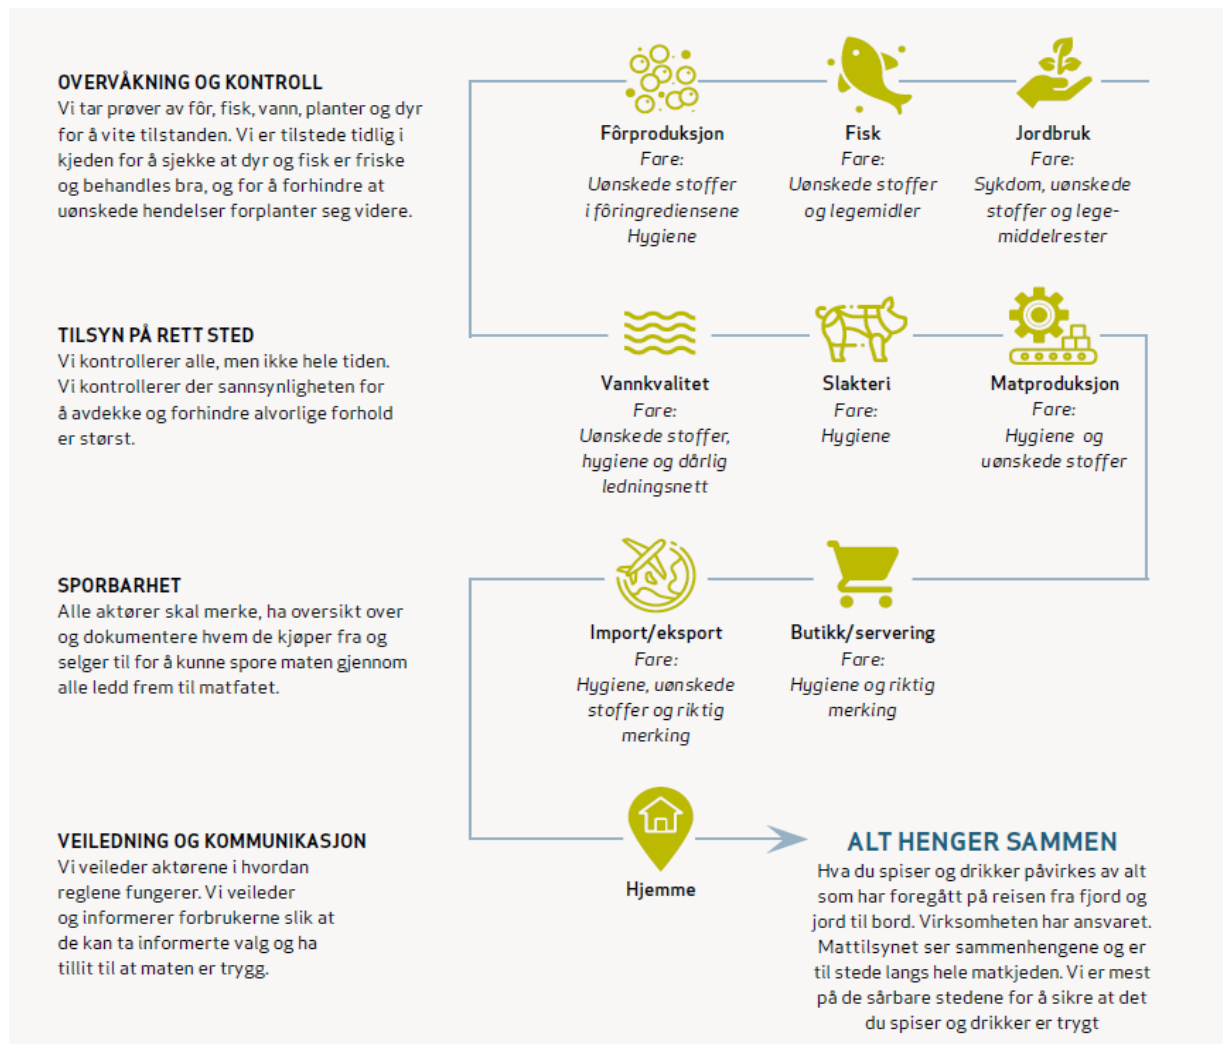 OVERVÅKNING OG KONTROLL
Vi tar prøver av fôr, fisk, vann, planter og dyr
for å vite tilstanden. Vi er tilstede tidlig i
kjeden for å sjekke at dyr og fisk er friske
og behandles bra, og for å forhindre at
uønskede hendelser forplanter seg videre.
Fôrproduksjon
Fare:
Uønskede stoffer
i fôringrediensene
Hygiene
Fisk
Fare:
Uønskede stoffer
og legemidler
Jordbruk
Fare:
Sykdom, uønskede
stoffer og lege-
middelrester
TILSYN PÅ RETT STED
Vi kontrollerer alle, men ikke hele tiden.
Vi kontrollerer der sannsynligheten for
å avdekke og forhindre alvorlige forhold
er størst.
Vannkvalitet
Fare:
Uønskede stoffer,
hygiene og dårlig
ledningsnett
Slakteri
Fare:
Hygiene
Matproduksjon
Fare:
Hygiene og
uønskede stoffer
SPORBARHET
Alle aktører skal merke, ha oversikt over
og dokumentere hvem de kjøper fra og
selger til for å kunne spore maten gjennom
alle ledd frem til matfatet.
Import/eksport
Fare:
Hygiene, uønskede
stoffer og riktig
merking
Butikk/servering
Fare:
Hygiene og riktig
merking
VEILEDNING OG KOMMUNIKASJON
Vi veileder aktørene i hvordan
reglene fungerer. Vi veileder
og informerer forbrukerne slik at
de kan ta informerte valg og ha
tillit til at maten er trygg.
Hjemme
ALT HENGER SAMMEN
Hva du spiser og drikker påvirkes av alt
som har foregått på reisen fra fjord og
jord til bord. Virksomheten har ansvaret.
Mattilsynet ser sammenhengene og er
til stede langs hele matkjeden. Vi er mest
på de sårbare stedene for å sikre at det
du spiser og drikker er trygt